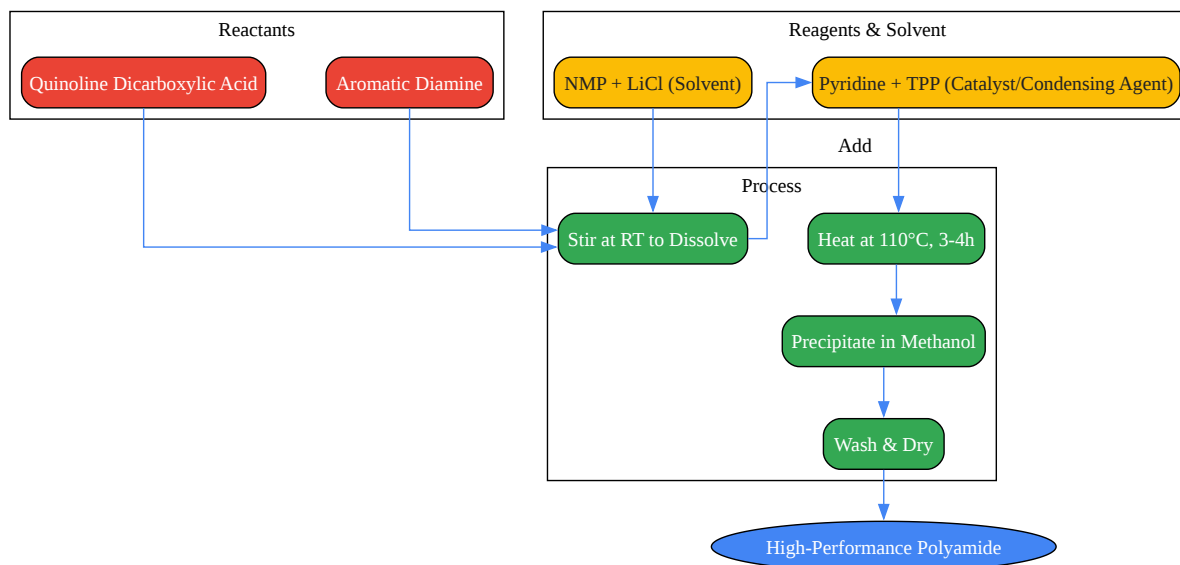 Reactants
Reagents & Solvent
Quinoline Dicarboxylic Acid
Aromatic Diamine
NMP + LiCl (Solvent)
Pyridine + TPP (Catalyst/Condensing Agent)
Add
Process
Stir at RT to Dissolve
Heat at 110°C, 3-4h
Precipitate in Methanol
Wash & Dry
High-Performance Polyamide